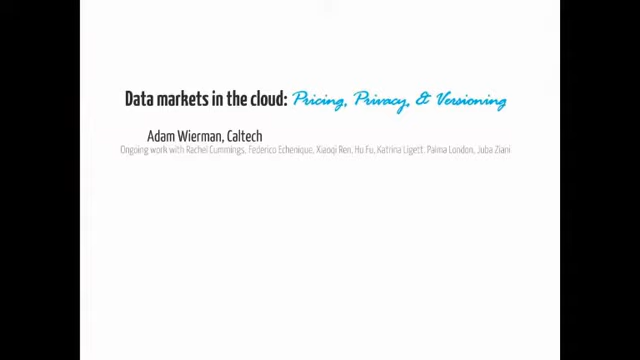 Data markets in the cloud: Pricing, Privacy, & Versioning
Adam Wierman, Caltech
Ongoing work with Rachel Cummings, Federico Echenique, Xiaoqi Ren, Hu Fu, Katrina Ligett, Palma London, Juba Ziani